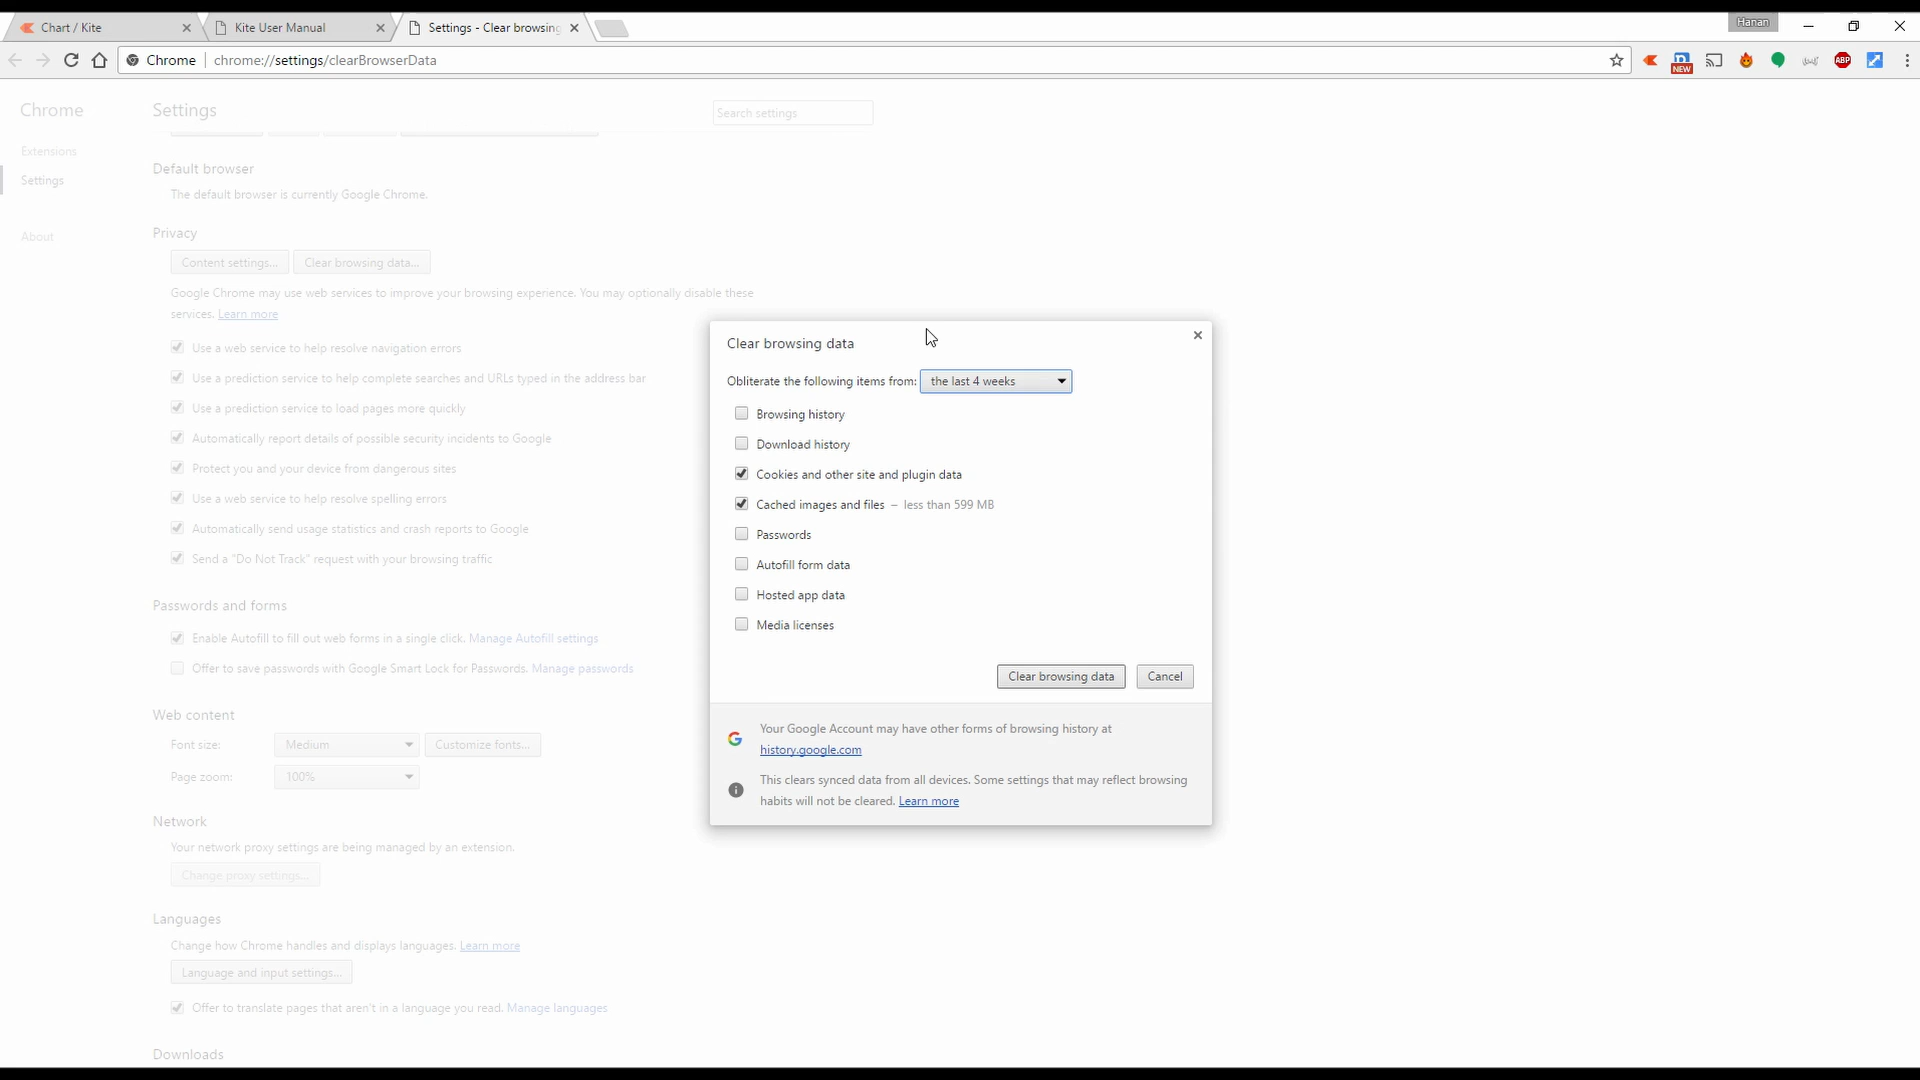 Chart / Kite
Kite User Manual
Settings - Clear browsing
Hanan
Chrome
chrome://settings/clearBrowserData
NEW
ABP
Chrome
Settings
Search settings
Extensions
Settings
About
Default browser
The default browser is currently Google Chrome.
Privacy
Content settings...
Clear browsing data...
Google Chrome may use web services to improve your browsing experience. You may optionally disable these
services. Learn more
Use a web service to help resolve navigation errors
Use a prediction service to help complete searches and URLs typed in the address bar
Use a prediction service to load pages more quickly
Automatically report details of possible security incidents to Google
Protect you and your device from dangerous sites
Use a web service to help resolve spelling errors
Automatically send usage statistics and crash reports to Google
Send a "Do Not Track" request with your browsing traffic
Passwords and forms
Enable Autofill to fill out web forms in a single click. Manage Autofill settings
Offer to save passwords with Google Smart Lock for Passwords. Manage passwords
Web content
Font size:
Medium
Customize fonts...
Page zoom:
100%
Network
Your network proxy settings are being managed by an extension.
Change proxy settings...
Languages
Change how Chrome handles and displays languages. Learn more
Language and input settings...
Offer to translate pages that aren't in a language you read. Manage languages
Downloads
Clear browsing data
Obliterate the following items from:
the last 4 weeks
Browsing history
Download history
Cookies and other site and plugin data
Cached images and files – less than 599 MB
Passwords
Autofill form data
Hosted app data
Media licenses
Clear browsing data
Cancel
Your Google Account may have other forms of browsing history at
history.google.com
This clears synced data from all devices. Some settings that may reflect browsing
habits will not be cleared. Learn more